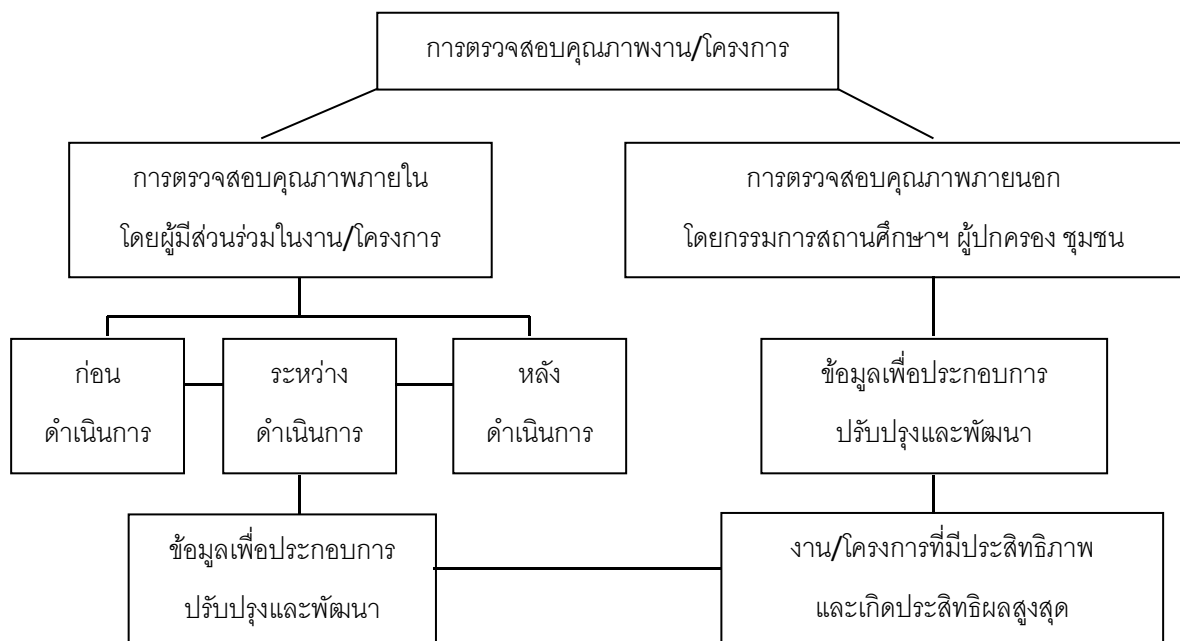 การตรวจสอบคุณภาพงาน/โครงการ
การตรวจสอบคุณภาพภายใน
โดยผู้มีส่วนร่วมในงาน/โครงการ
การตรวจสอบคุณภาพภายนอก
โดยกรรมการสถานศึกษาฯ ผู้ปกครอง ชุมชน
ก่อน
ดำเนินการ
ระหว่าง
ดำเนินการ
หลัง
ดำเนินการ
ข้อมูลเพื่อประกอบการ
ปรับปรุงและพัฒนา
ข้อมูลเพื่อประกอบการ
ปรับปรุงและพัฒนา
งาน/โครงการที่มีประสิทธิภาพ
และเกิดประสิทธิผลสูงสุด